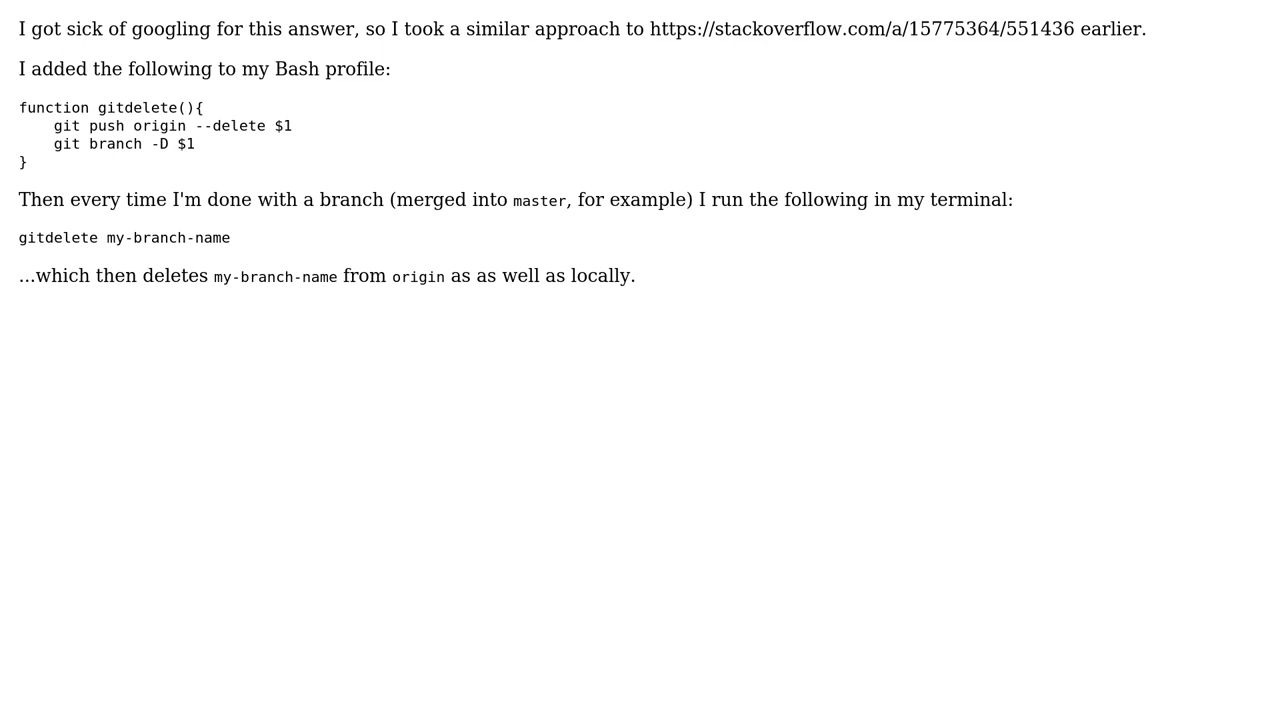 I got sick of googling for this answer, so I took a similar approach to https://stackoverflow.com/a/15775364/551436 earlier.
I added the following to my Bash profile:
function gitdelete(){
    git push origin --delete $1
    git branch -D $1
}
Then every time I'm done with a branch (merged into master, for example) I run the following in my terminal:
gitdelete my-branch-name
...which then deletes my-branch-name from origin as as well as locally.